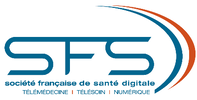 SFS
société française de santé digitale
TÉLÉMÉDECINE | TÉLÉSOIN | NUMÉRIQUE